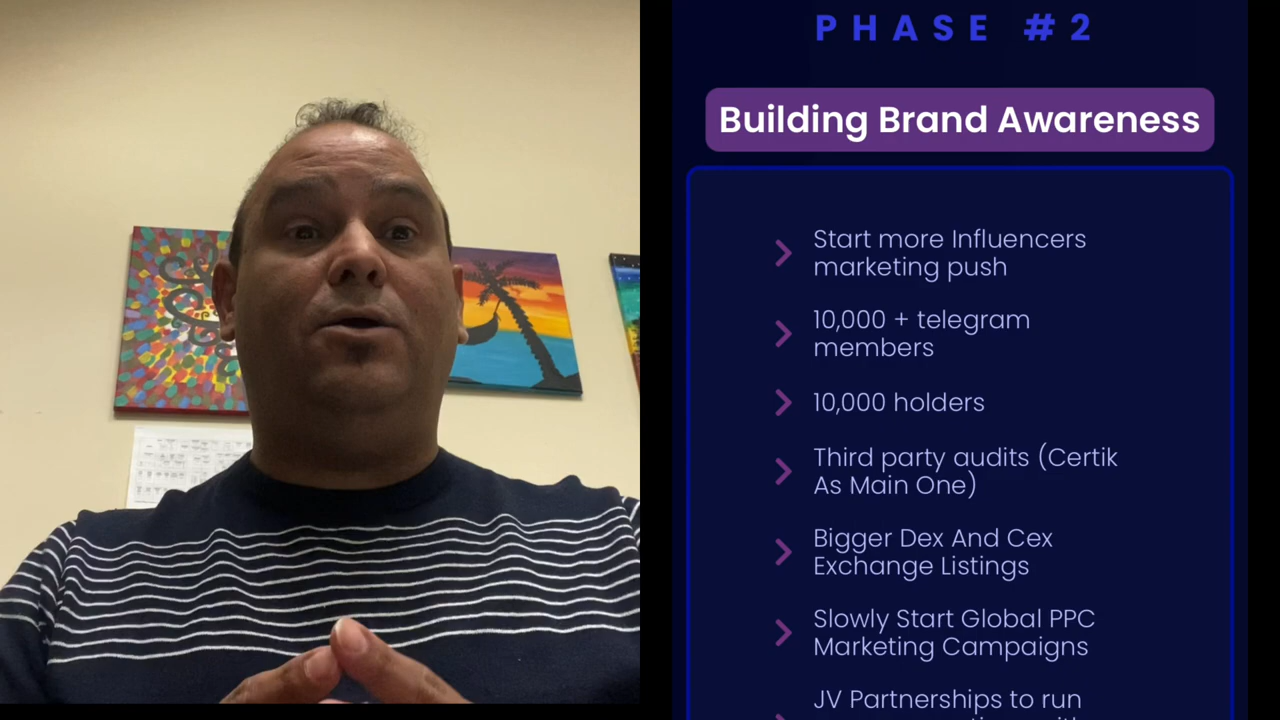 PHASE #2
Building Brand Awareness
Start more Influencers
marketing push
10,000 + telegram
members
10,000 holders
Third party audits (Certik
As Main One)
Bigger Dex And Cex
Exchange Listings
Slowly Start Global PPC
Marketing Campaigns
JV Partnerships to run